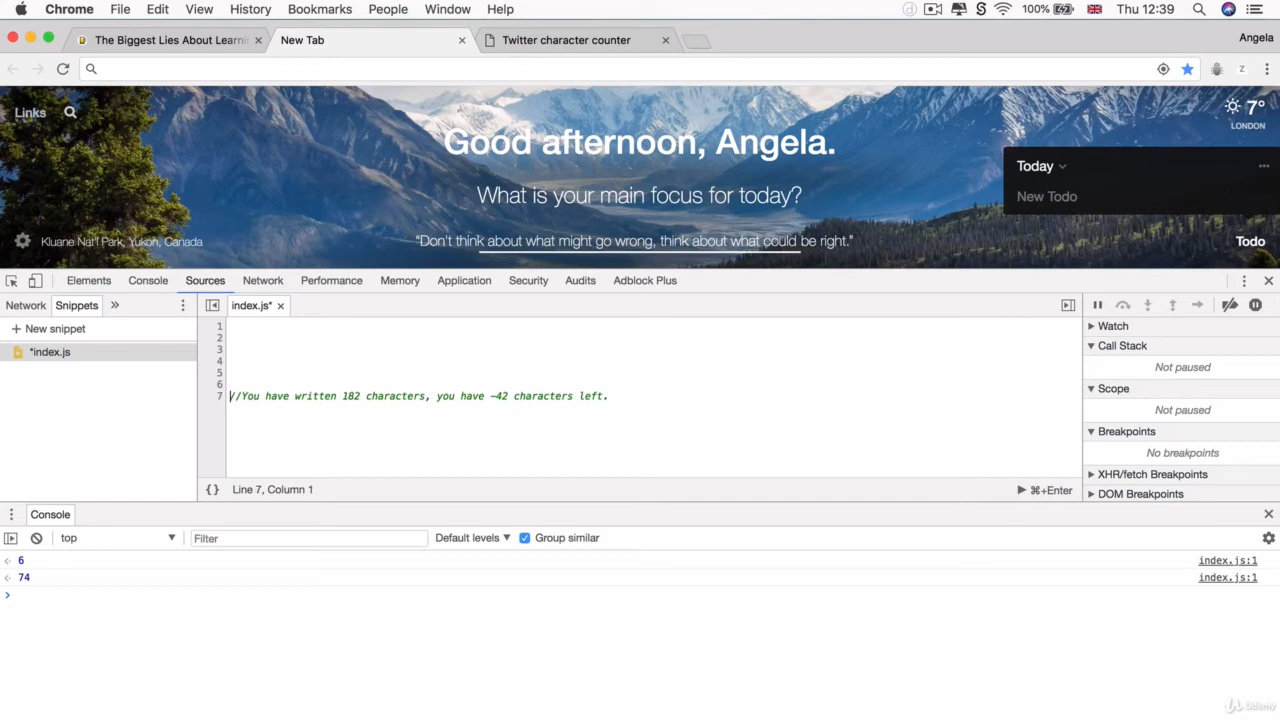 Chrome File Edit View History Bookmarks People Window Help 100% Thu 12:39
The Biggest Lies About Learni
New Tab
Twitter character counter
Angela
Links
7°
LONDON
Good afternoon, Angela.
Today
What is your main focus for today?
New Todo
Kluane Nat'l Park, Yukon, Canada
"Don't think about what might go wrong, think about what could be right."
Todo
Elements Console Sources Network Performance Memory Application Security Audits Adblock Plus
Network Snippets »
index.js*
+ New snippet
*index.js
1
2
3
4
5
6
7 //You have written 182 characters, you have -42 characters left.
{} Line 7, Column 1
⌘+Enter
Watch
Call Stack
Not paused
Scope
Not paused
Breakpoints
No breakpoints
XHR/fetch Breakpoints
DOM Breakpoints
Console
top
Filter
Default levels
Group similar
6 index.js:1
74 index.js:1
>
Udemy